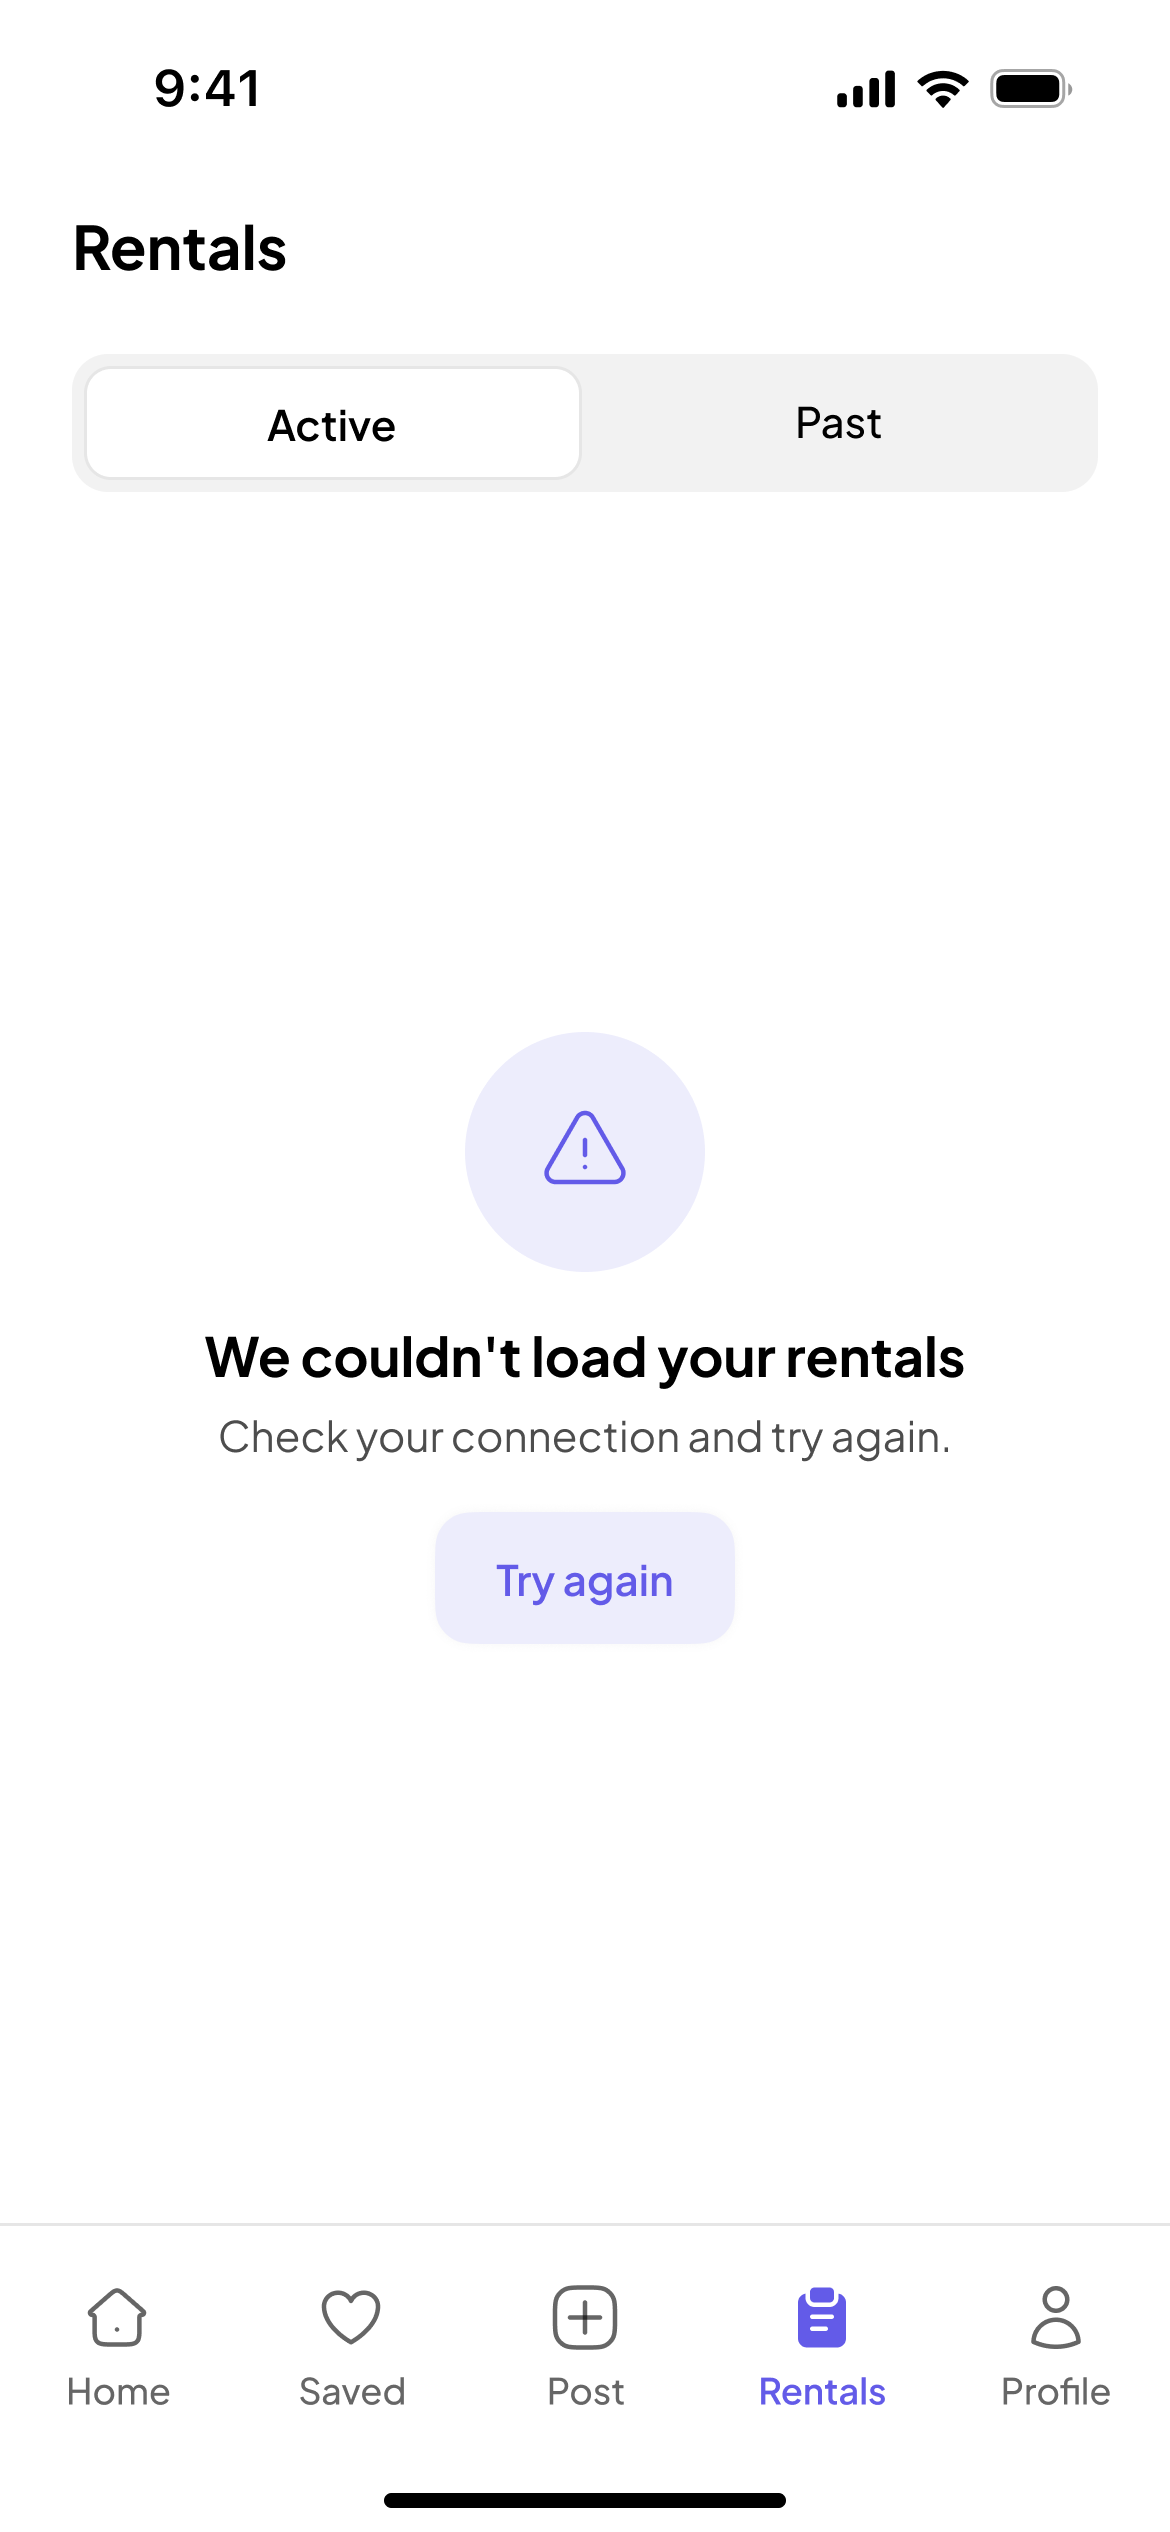 9:41
Rentals
Active
Past
We couldn't load your rentals
Check your connection and try again.
Try again
Home
Saved
Post
Rentals
Profile